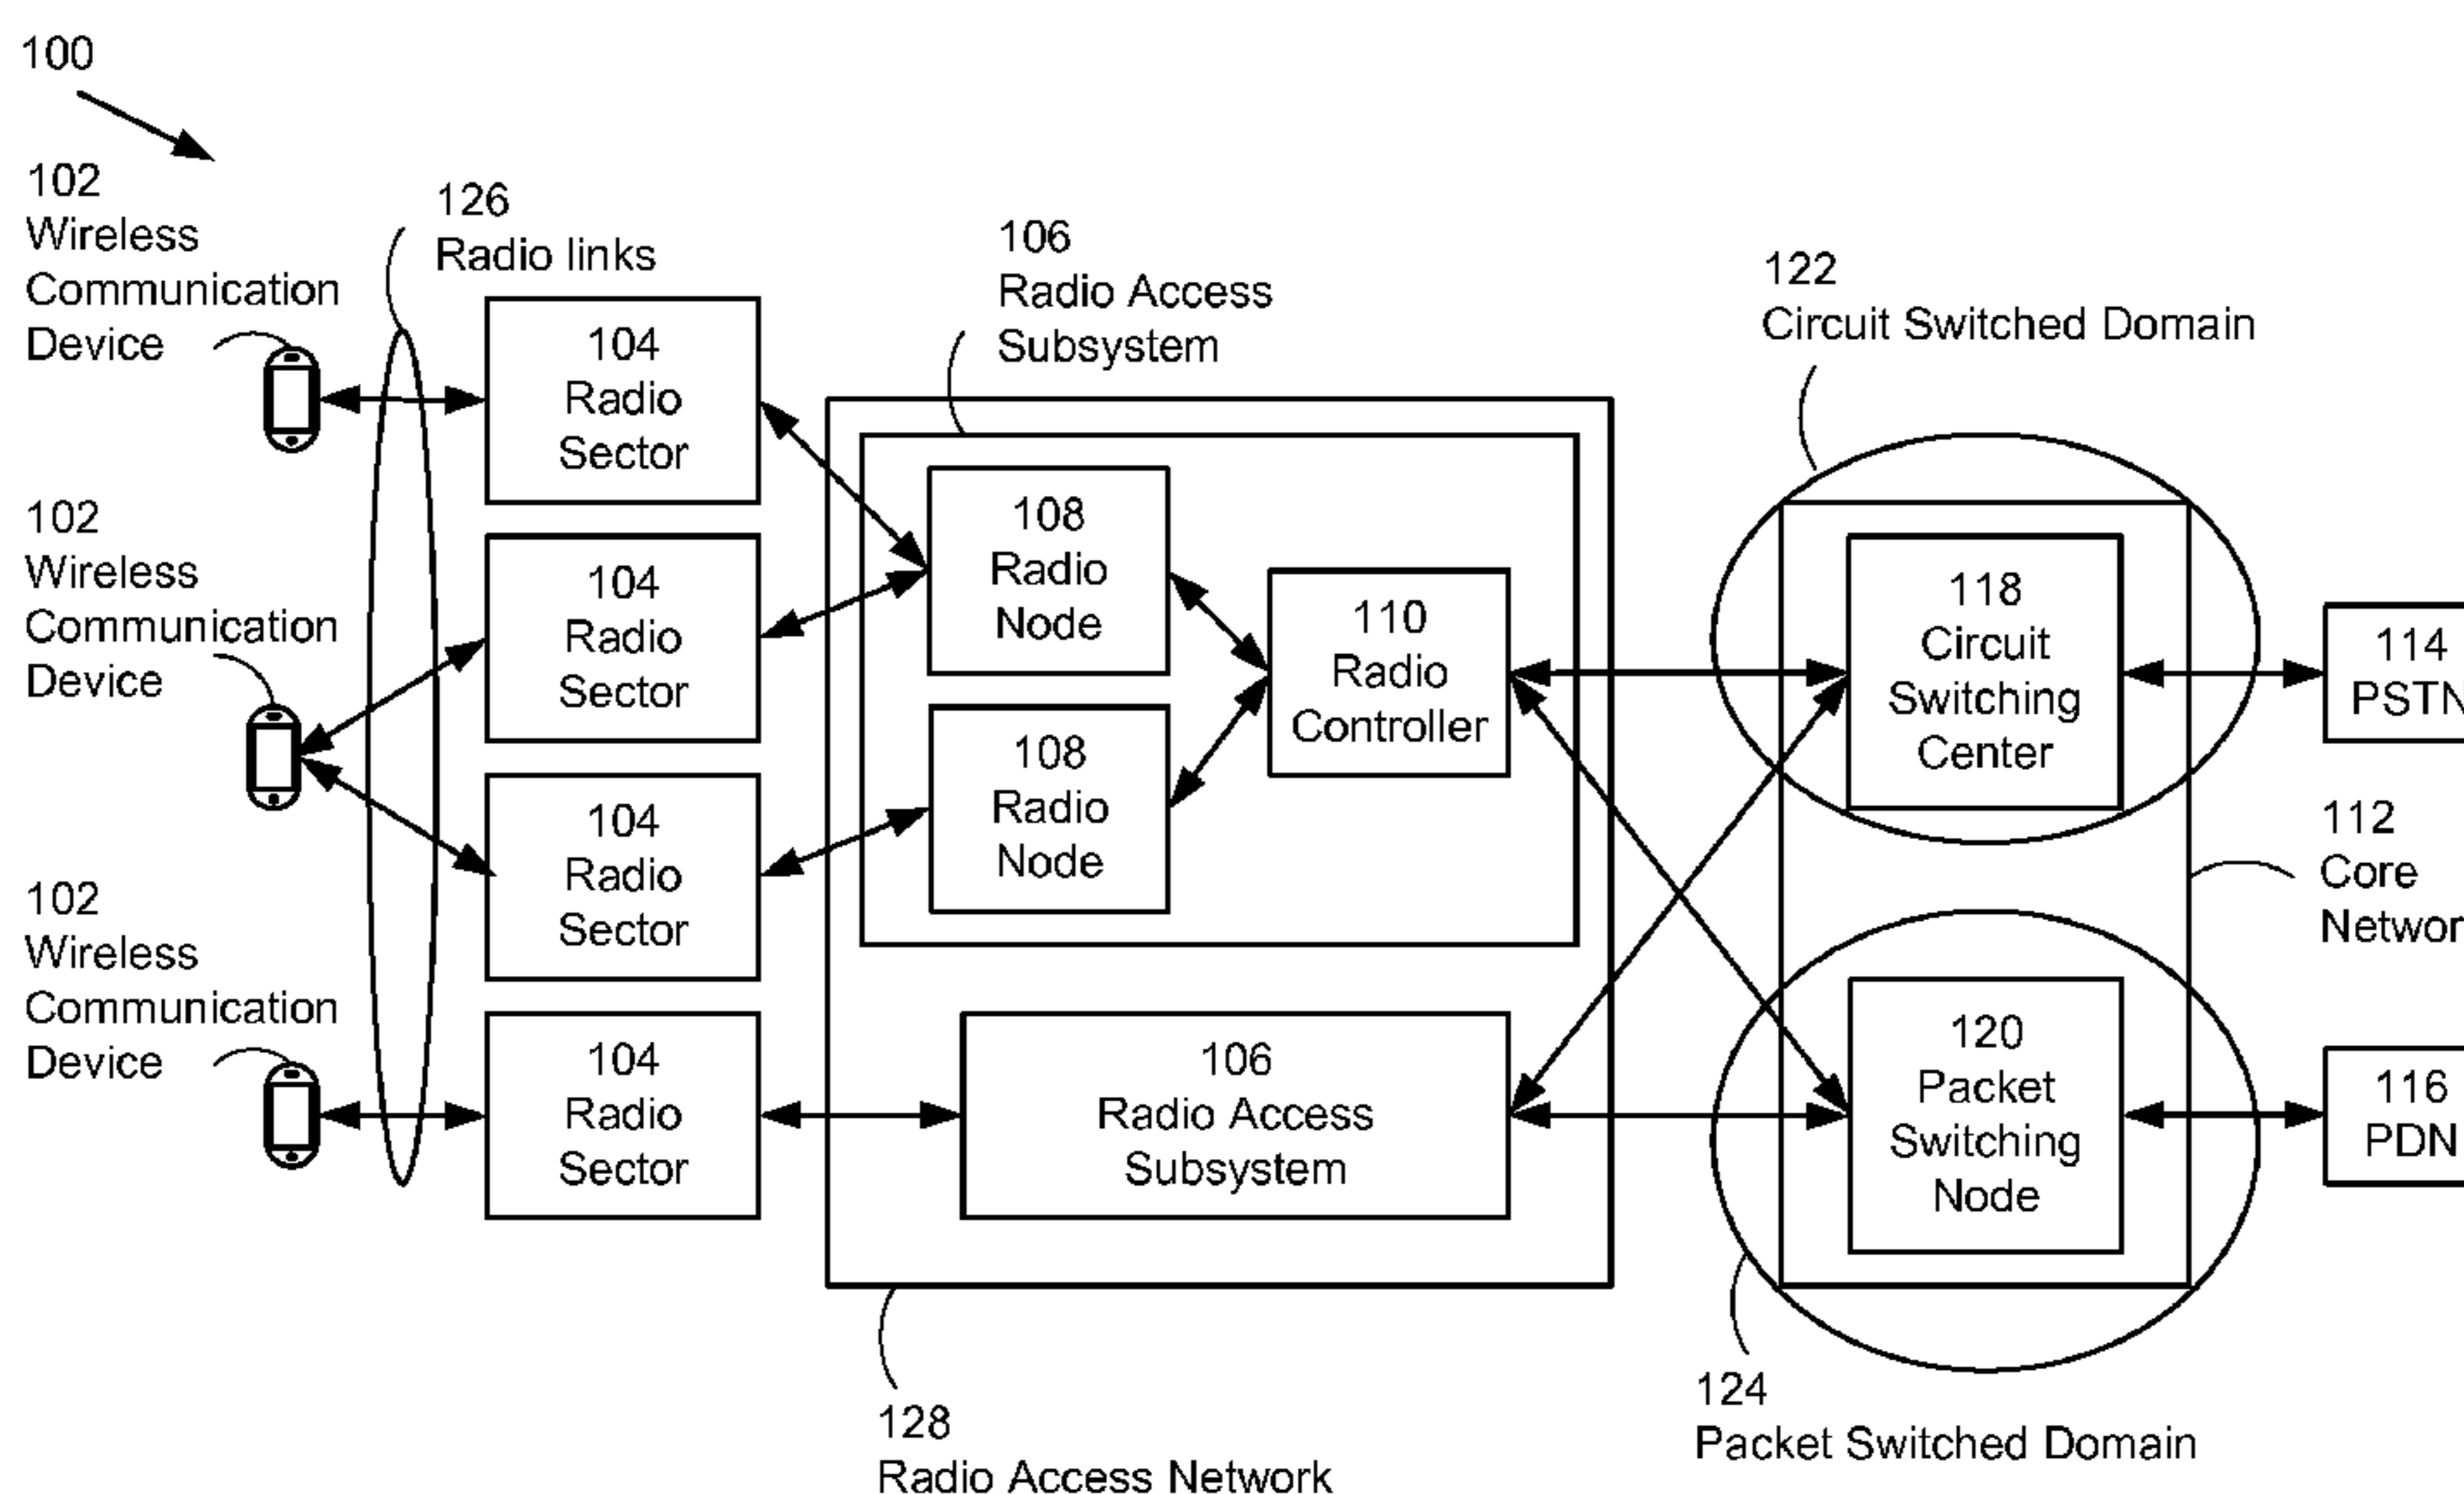 100
102
Wireless
Communication
Device
126
Radio links
104
Radio
Sector
106
Radio Access
Subsystem
122
Circuit Switched Domain
108
Radio
Node
110
Radio
Controller
118
Circuit
Switching
Center
114
PSTN
102
Wireless
Communication
Device
104
Radio
Sector
108
Radio
Node
104
Radio
Sector
112
Core
Networ
102
Wireless
Communication
Device
104
Radio
Sector
106
Radio Access
Subsystem
120
Packet
Switching
Node
116
PDN
128
Radio Access Network
124
Packet Switched Domain